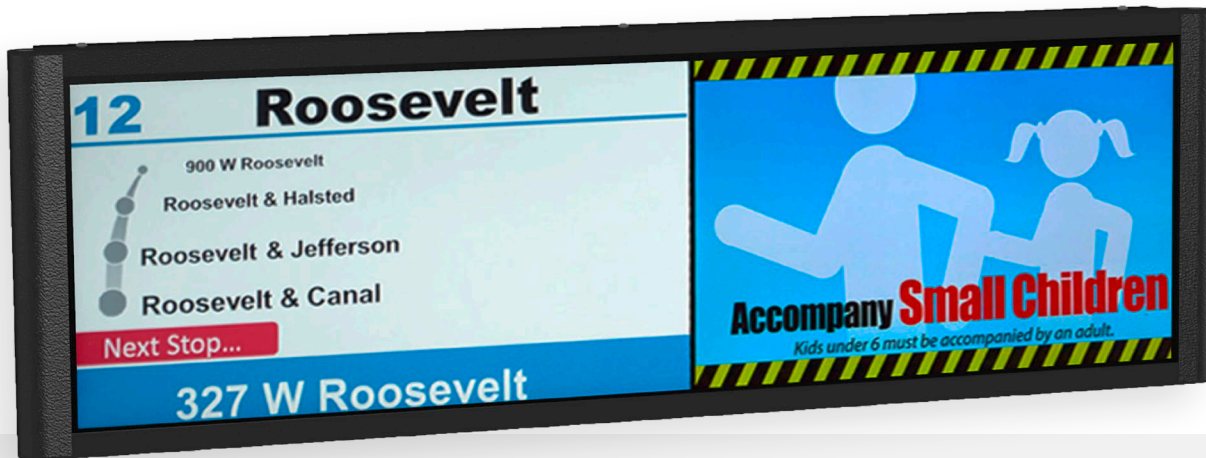 12 Roosevelt
900 W Roosevelt
Roosevelt & Halsted
Roosevelt & Jefferson
Roosevelt & Canal
Next Stop...
327 W Roosevelt
Accompany Small Children
Kids under 6 must be accompanied by an adult.